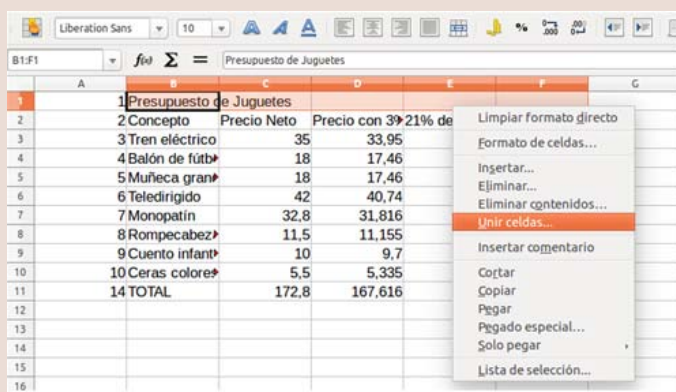 Liberation Sans 10
B1:F1 f(x) Σ = Presupuesto de Juguetes
A B C D E F G
1 1 Presupuesto de Juguetes
2 2 Concepto Precio Neto Precio con 3% 21% de
3 3 Tren eléctrico 35 33,95
4 4 Balón de fútb 18 17,46
5 5 Muñeca gran 18 17,46
6 6 Teledirigido 42 40,74
7 7 Monopatín 32,8 31,816
8 8 Rompecabez 11,5 11,155
9 9 Cuento infant 10 9,7
10 10 Ceras colores 5,5 5,335
11 14 TOTAL 172,8 167,616
12
13
14
15
16
Limpiar formato directo
Formato de celdas...
Insertar...
Eliminar...
Eliminar contenidos...
Unir celdas...
Insertar comentario
Cortar
Copiar
Pegar
Pegado especial...
Solo pegar
Lista de selección...